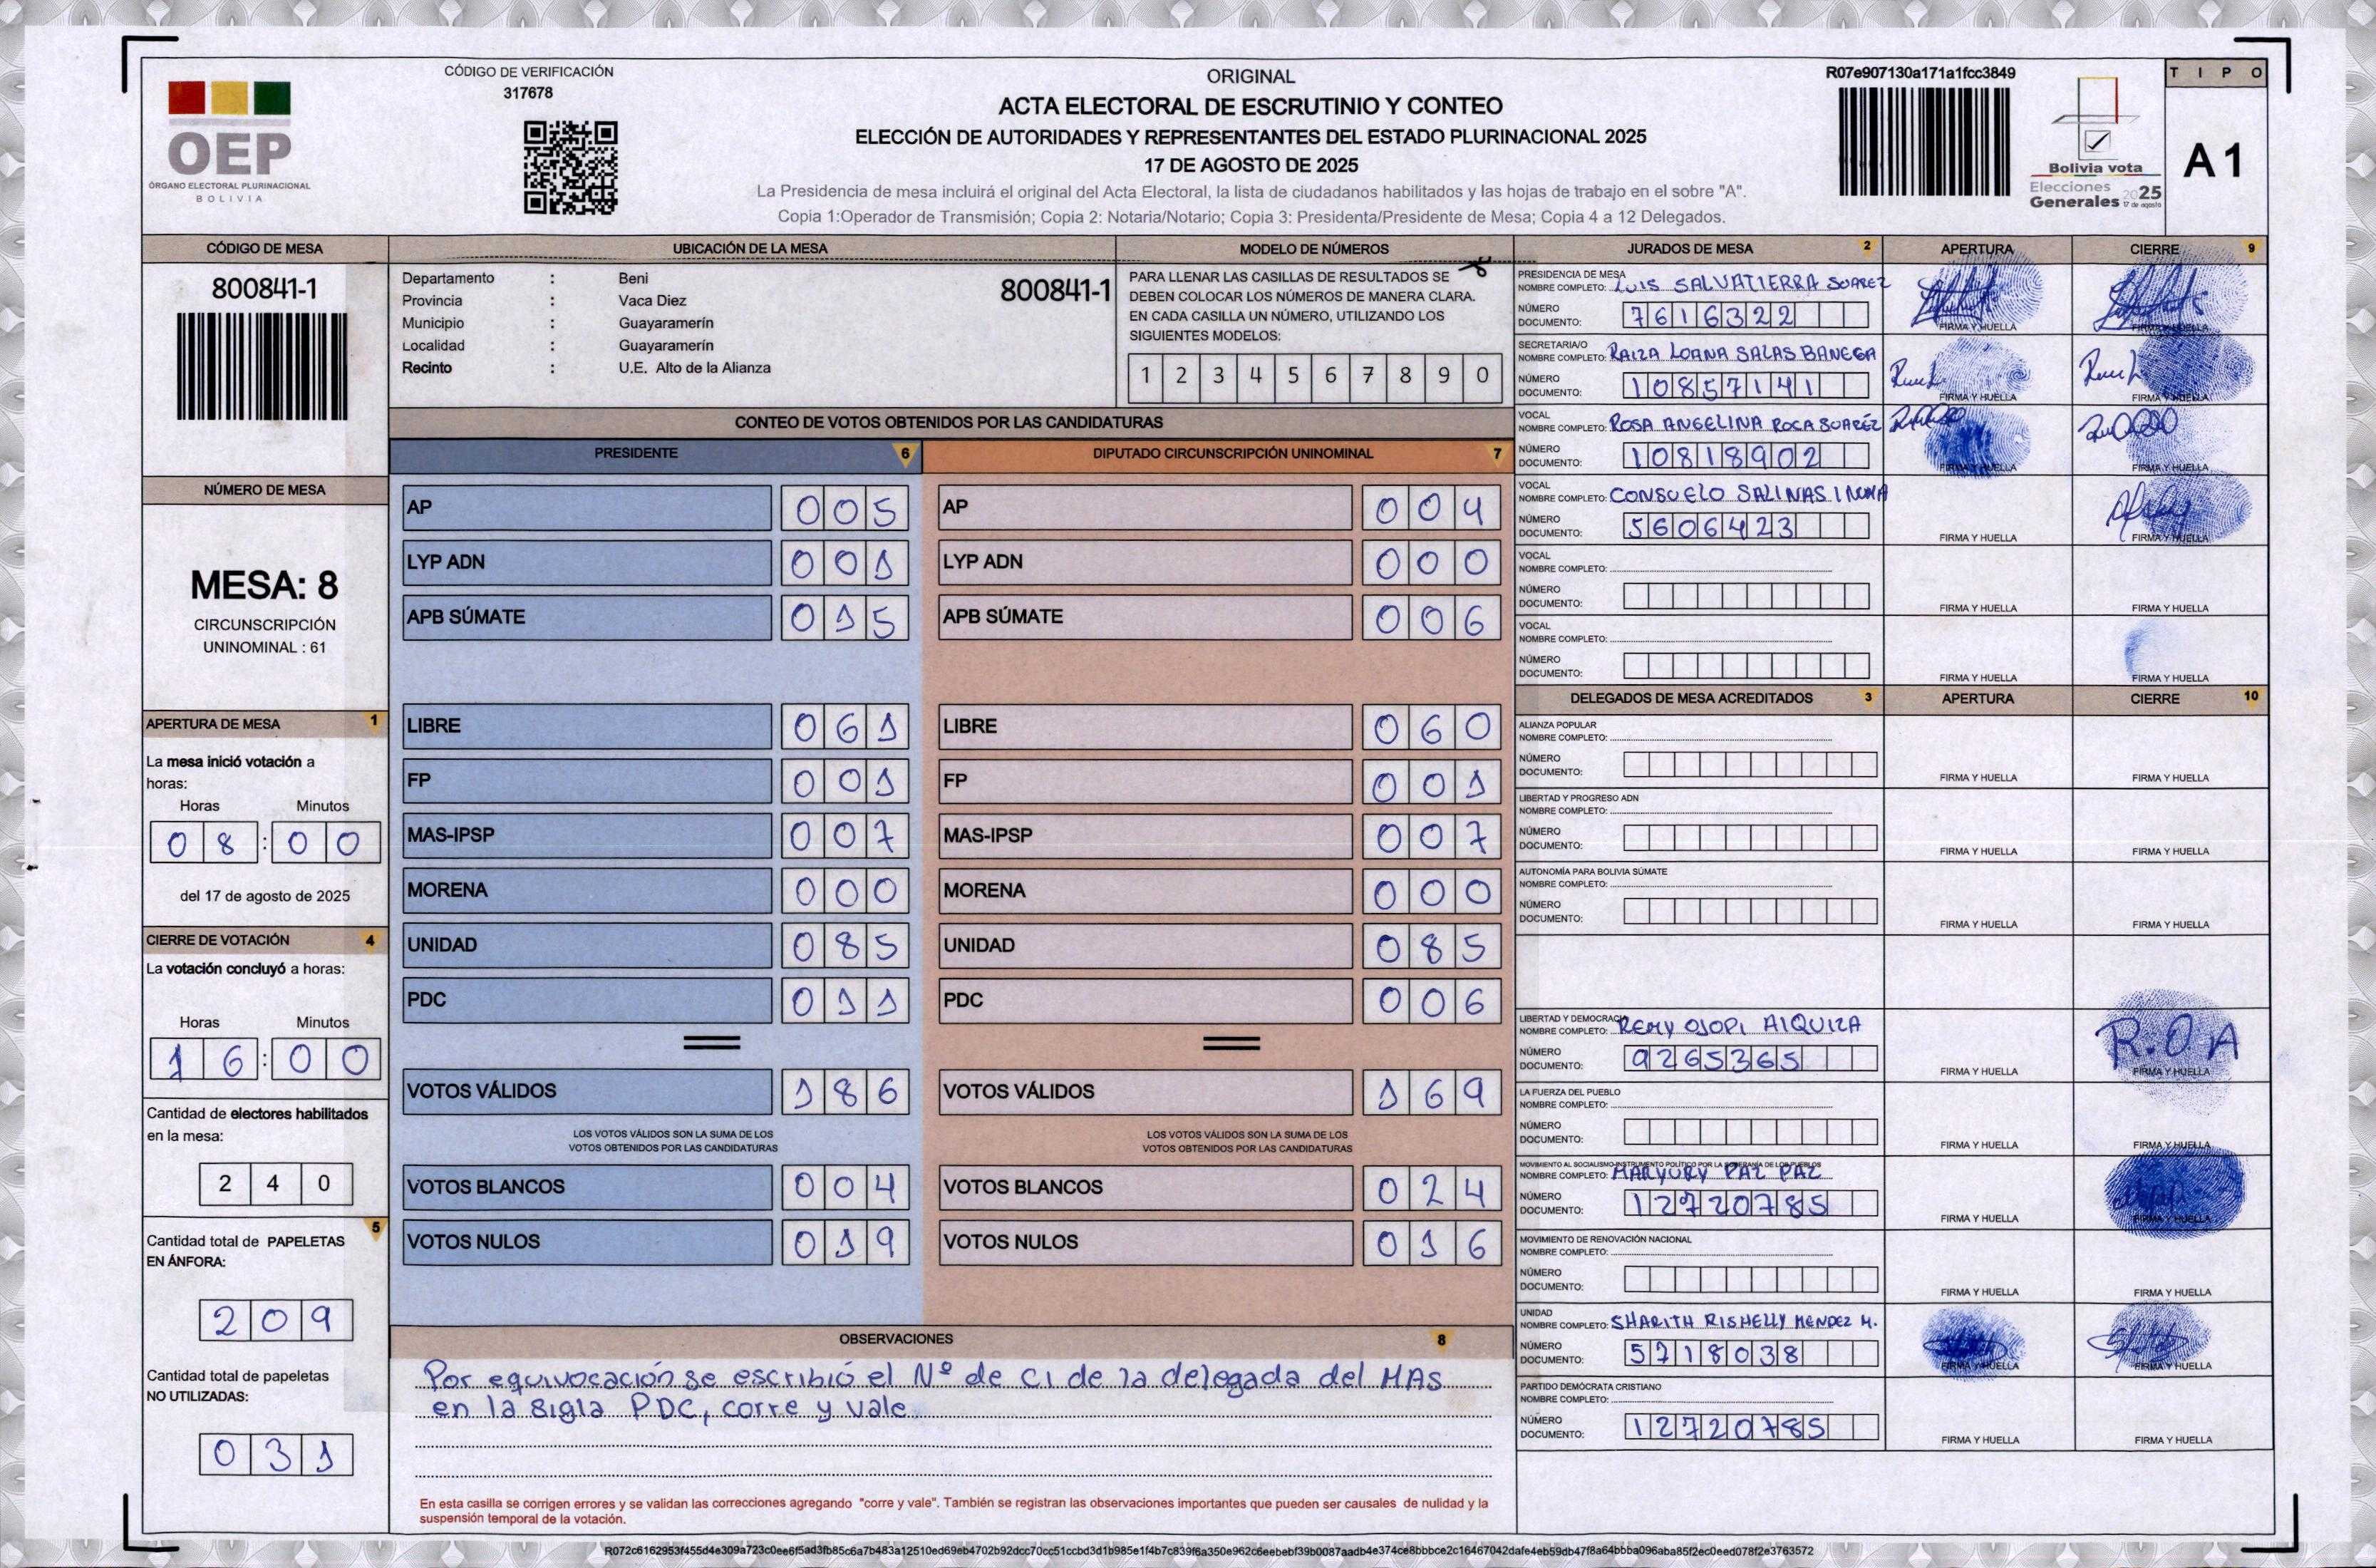 CÓDIGO DE VERIFICACIÓN
317678
OEP
ÓRGANO ELECTORAL PLURINACIONAL
BOLIVIA
ORIGINAL
ACTA ELECTORAL DE ESCRUTINIO Y CONTEO
ELECCIÓN DE AUTORIDADES Y REPRESENTANTES DEL ESTADO PLURINACIONAL 2025
17 DE AGOSTO DE 2025
La Presidencia de mesa incluirá el original del Acta Electoral, la lista de ciudadanos habilitados y las hojas de trabajo en el sobre "A".
Copia 1:Operador de Transmisión; Copia 2: Notaria/Notario; Copia 3: Presidenta/Presidente de Mesa; Copia 4 a 12 Delegados.
R07e907130a171a1fcc3849
Bolivia vota
Elecciones
Generales 2025
17 de agosto
TIPO
A1
CÓDIGO DE MESA
800841-1
NÚMERO DE MESA
MESA: 8
CIRCUNSCRIPCIÓN
UNINOMINAL : 61
APERTURA DE MESA 1
La mesa inició votación a
horas:
Horas Minutos
08:00
del 17 de agosto de 2025
CIERRE DE VOTACIÓN 4
La votación concluyó a horas:
Horas Minutos
16:00
Cantidad de electores habilitados
en la mesa:
240
5
Cantidad total de PAPELETAS
EN ÁNFORA:
209
Cantidad total de papeletas
NO UTILIZADAS:
031
UBICACIÓN DE LA MESA
Departamento : Beni
800841-1
Provincia : Vaca Diez
Municipio : Guayaramerín
Localidad : Guayaramerín
Recinto : U.E. Alto de la Alianza
MODELO DE NÚMEROS
PARA LLENAR LAS CASILLAS DE RESULTADOS SE
DEBEN COLOCAR LOS NÚMEROS DE MANERA CLARA.
EN CADA CASILLA UN NÚMERO, UTILIZANDO LOS
SIGUIENTES MODELOS:
1 2 3 4 5 6 7 8 9 0
CONTEO DE VOTOS OBTENIDOS POR LAS CANDIDATURAS
PRESIDENTE 6
AP 005
LYP ADN 001
APB SÚMATE 015
LIBRE 061
FP 001
MAS-IPSP 007
MORENA 000
UNIDAD 085
PDC 011
VOTOS VÁLIDOS 186
LOS VOTOS VÁLIDOS SON LA SUMA DE LOS
VOTOS OBTENIDOS POR LAS CANDIDATURAS
VOTOS BLANCOS 004
VOTOS NULOS 019
DIPUTADO CIRCUNSCRIPCIÓN UNINOMINAL 7
AP 004
LYP ADN 000
APB SÚMATE 006
LIBRE 060
FP 001
MAS-IPSP 007
MORENA 000
UNIDAD 085
PDC 006
VOTOS VÁLIDOS 169
LOS VOTOS VÁLIDOS SON LA SUMA DE LOS
VOTOS OBTENIDOS POR LAS CANDIDATURAS
VOTOS BLANCOS 024
VOTOS NULOS 016
OBSERVACIONES 8
Por equivocación se escribió el Nº de CI de la delegada del MAS
en la sigla PDC, corre y vale
En esta casilla se corrigen errores y se validan las correcciones agregando "corre y vale". También se registran las observaciones importantes que pueden ser causales de nulidad y la
suspensión temporal de la votación.
JURADOS DE MESA 2 APERTURA CIERRE 9
PRESIDENCIA DE MESA
NOMBRE COMPLETO: LUIS SALVATIERRA SUAREZ
NÚMERO
DOCUMENTO: 7616322
FIRMA Y HUELLA FIRMA Y HUELLA
SECRETARIA/O
NOMBRE COMPLETO: RAIZA LOANA SALAS BANEGA
NÚMERO
DOCUMENTO: 10857141
FIRMA Y HUELLA FIRMA Y HUELLA
VOCAL
NOMBRE COMPLETO: ROSA ANGELINA ROCA SUARÉZ
NÚMERO
DOCUMENTO: 10818902
FIRMA Y HUELLA FIRMA Y HUELLA
VOCAL
NOMBRE COMPLETO: CONSUELO SALINAS
NÚMERO
DOCUMENTO: 5606423
FIRMA Y HUELLA FIRMA Y HUELLA
VOCAL
NOMBRE COMPLETO:
NÚMERO
DOCUMENTO:
FIRMA Y HUELLA FIRMA Y HUELLA
VOCAL
NOMBRE COMPLETO:
NÚMERO
DOCUMENTO:
FIRMA Y HUELLA FIRMA Y HUELLA
DELEGADOS DE MESA ACREDITADOS 3 APERTURA CIERRE 10
ALIANZA POPULAR
NOMBRE COMPLETO:
NÚMERO
DOCUMENTO:
FIRMA Y HUELLA FIRMA Y HUELLA
LIBERTAD Y PROGRESO ADN
NOMBRE COMPLETO:
NÚMERO
DOCUMENTO:
FIRMA Y HUELLA FIRMA Y HUELLA
AUTONOMÍA PARA BOLIVIA SÚMATE
NOMBRE COMPLETO:
NÚMERO
DOCUMENTO:
FIRMA Y HUELLA FIRMA Y HUELLA
LIBERTAD Y DEMOCRACIA
NOMBRE COMPLETO: REMY OJOPI AIQUIZA
NÚMERO
DOCUMENTO: 9265365
R.O.A
FIRMA Y HUELLA FIRMA Y HUELLA
LA FUERZA DEL PUEBLO
NOMBRE COMPLETO:
NÚMERO
DOCUMENTO:
FIRMA Y HUELLA FIRMA Y HUELLA
MOVIMIENTO AL SOCIALISMO-INSTRUMENTO POLÍTICO POR LA SOBERANÍA DE LOS PUEBLOS
NOMBRE COMPLETO: MARYURY PAZ PAZ
NÚMERO
DOCUMENTO: 12720785
FIRMA Y HUELLA FIRMA Y HUELLA
MOVIMIENTO DE RENOVACIÓN NACIONAL
NOMBRE COMPLETO:
NÚMERO
DOCUMENTO:
FIRMA Y HUELLA FIRMA Y HUELLA
UNIDAD
NOMBRE COMPLETO: SHARITH RISHELLY MENDEZ M.
NÚMERO
DOCUMENTO: 5718038
FIRMA Y HUELLA FIRMA Y HUELLA
PARTIDO DEMÓCRATA CRISTIANO
NOMBRE COMPLETO:
NÚMERO
DOCUMENTO: 12720785
FIRMA Y HUELLA FIRMA Y HUELLA